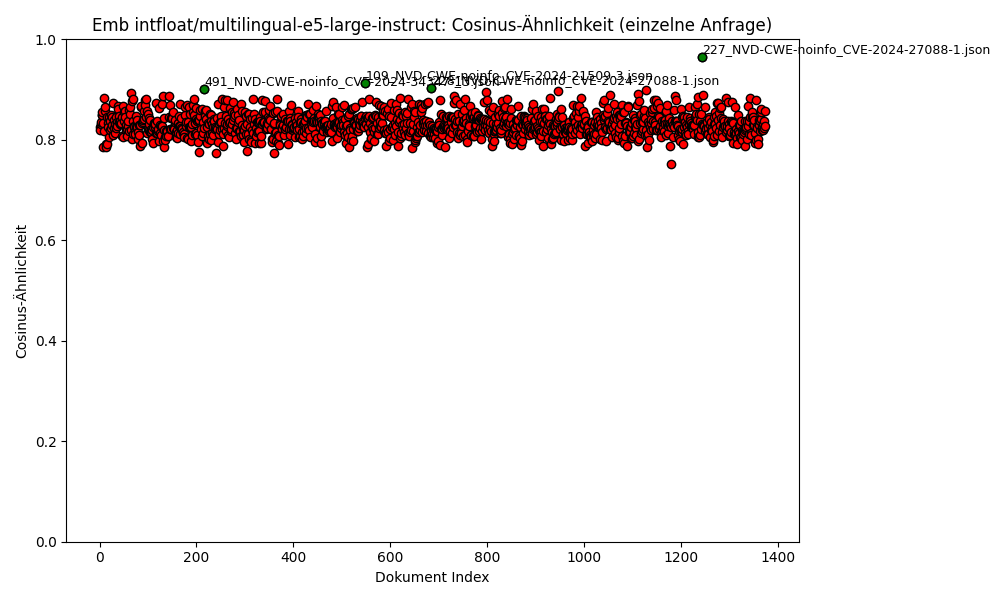 Emb intfloat/multilingual-e5-large-instruct: Cosinus-Ähnlichkeit (einzelne Anfrage)
1.0
0.8
0.6
0.4
0.2
0.0
Cosinus-Ähnlichkeit
227_NVD-CWE-noinfo_CVE-2024-27088-1.json
109_NVD-CWE-noinfo_CVE-2024-21509-3.json
491_NVD-CWE-noinfo_CVE-2024-
NVD-CWE-noinfo_CVE-2024-27088-1.json
0
200
400
600
800
1000
1200
1400
Dokument Index